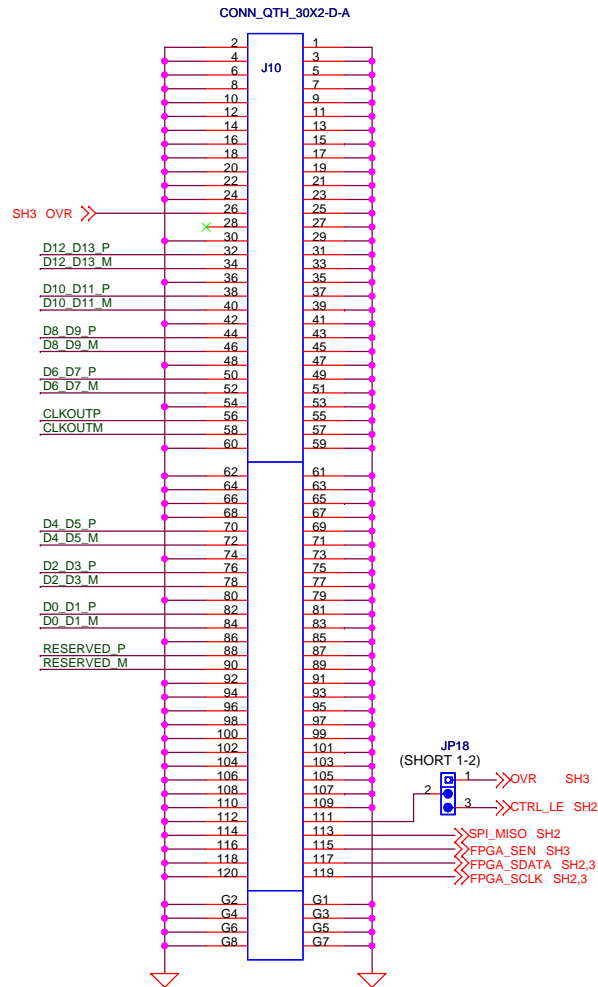 CONN_QTH_30X2-D-A
J10
2 1
4 3
6 5
8 7
10 9
12 11
14 13
16 15
18 17
20 19
22 21
24 23
SH3 OVR 26 25
28 27
30 29
D12_D13_P 32 31
D12_D13_M 34 33
36 35
D10_D11_P 38 37
D10_D11_M 40 39
42 41
D8_D9_P 44 43
D8_D9_M 46 45
48 47
D6_D7_P 50 49
D6_D7_M 52 51
54 53
CLKOUTP 56 55
CLKOUTM 58 57
60 59
62 61
64 63
66 65
68 67
D4_D5_P 70 69
D4_D5_M 72 71
74 73
D2_D3_P 76 75
D2_D3_M 78 77
80 79
D0_D1_P 82 81
D0_D1_M 84 83
86 85
RESERVED_P 88 87
RESERVED_M 90 89
92 91
94 93
96 95
98 97
100 99
102 101
104 103
106 105
108 107
110 109
112 111
114 113 SPI_MISO SH2
116 115 FPGA_SEN SH3
118 117 FPGA_SDATA SH2,3
120 119 FPGA_SCLK SH2,3
G2 G1
G4 G3
G6 G5
G8 G7
JP18
(SHORT 1-2)
1 OVR SH3
2
3 CTRL_LE SH2